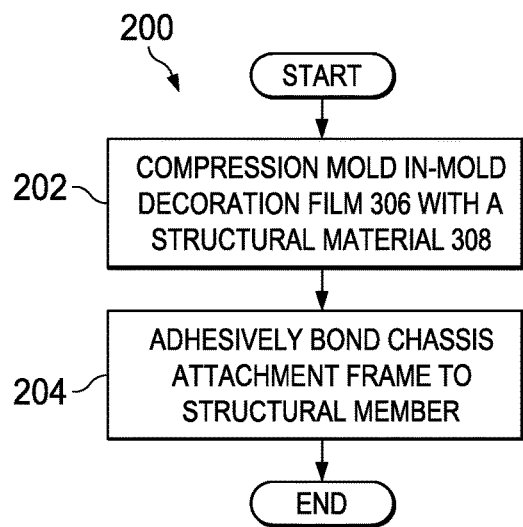 200
START
202
COMPRESSION MOLD IN-MOLD
DECORATION FILM 306 WITH A
STRUCTURAL MATERIAL 308
204
ADHESIVELY BOND CHASSIS
ATTACHMENT FRAME TO
STRUCTURAL MEMBER
END